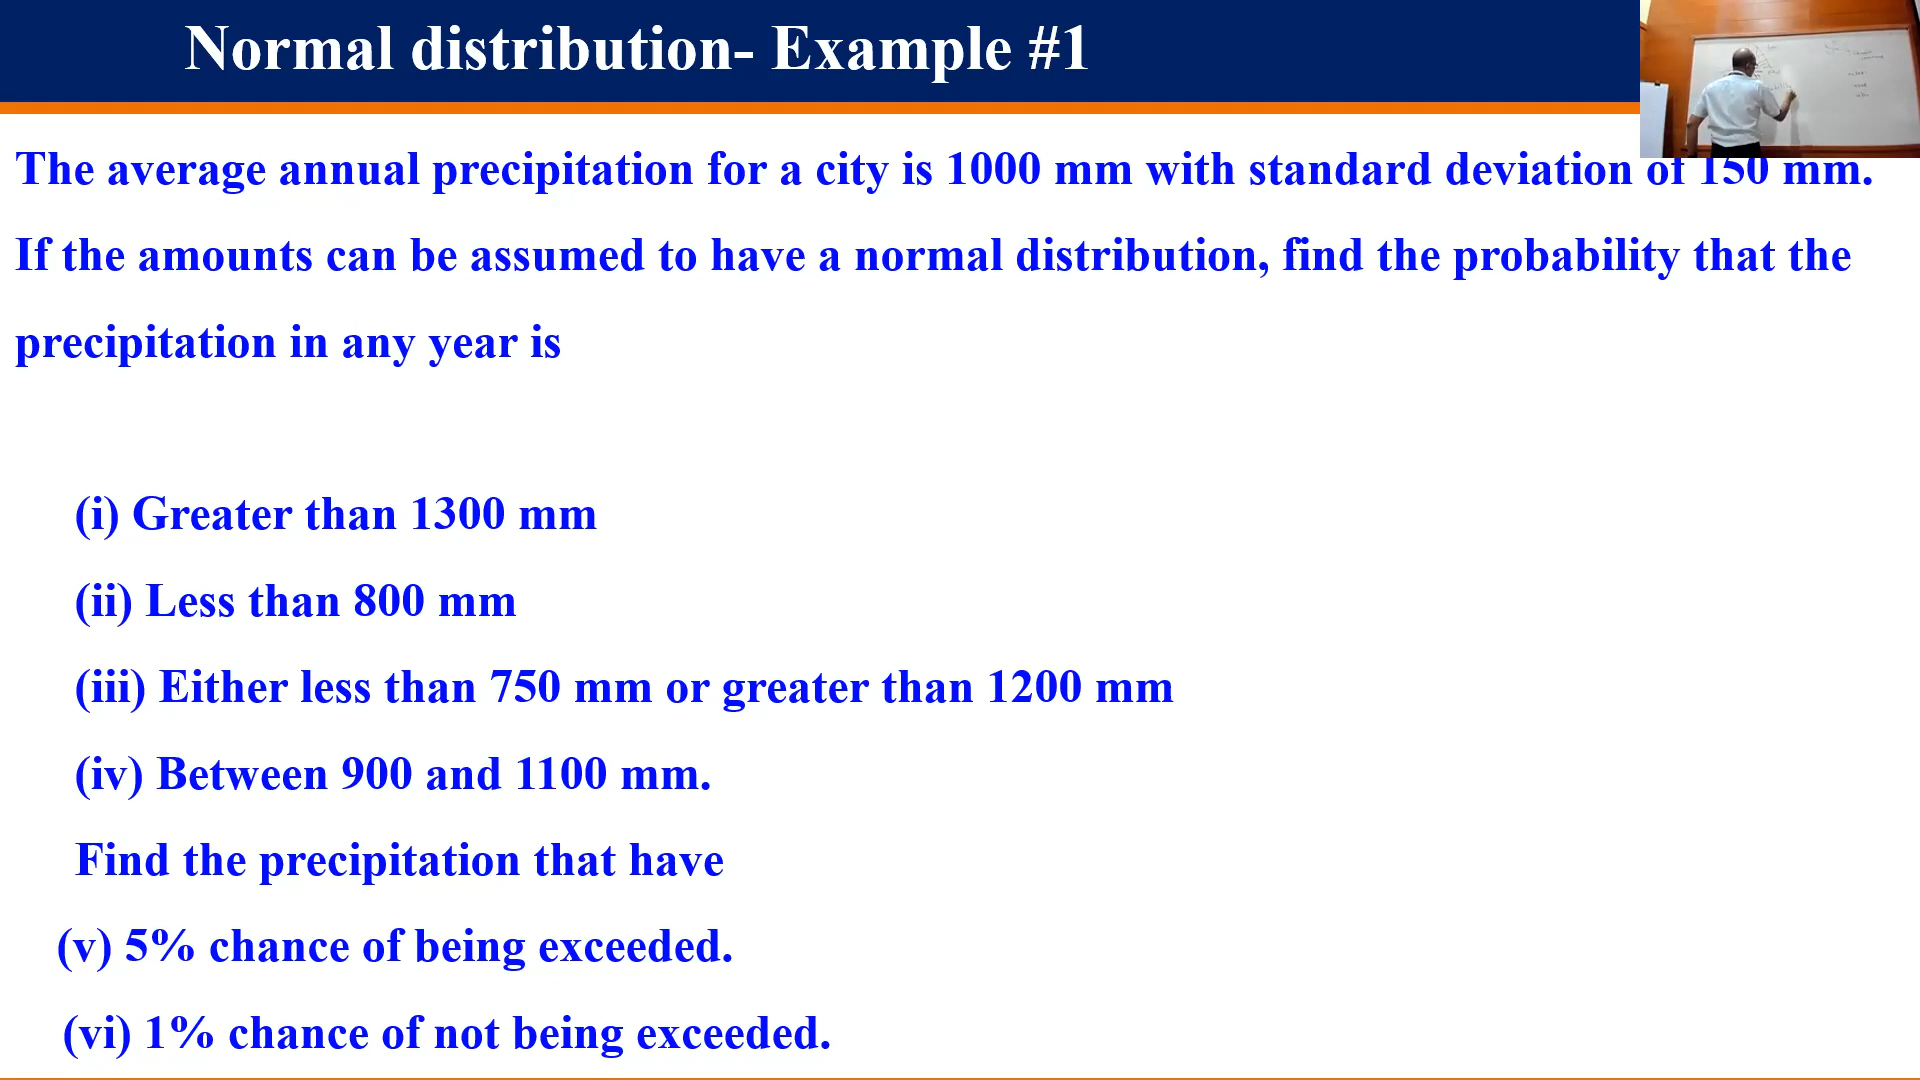 Normal distribution- Example #1
The average annual precipitation for a city is 1000 mm with standard deviation of 150 mm.
If the amounts can be assumed to have a normal distribution, find the probability that the
precipitation in any year is
(i) Greater than 1300 mm
(ii) Less than 800 mm
(iii) Either less than 750 mm or greater than 1200 mm
(iv) Between 900 and 1100 mm.
Find the precipitation that have
(v) 5% chance of being exceeded.
(vi) 1% chance of not being exceeded.